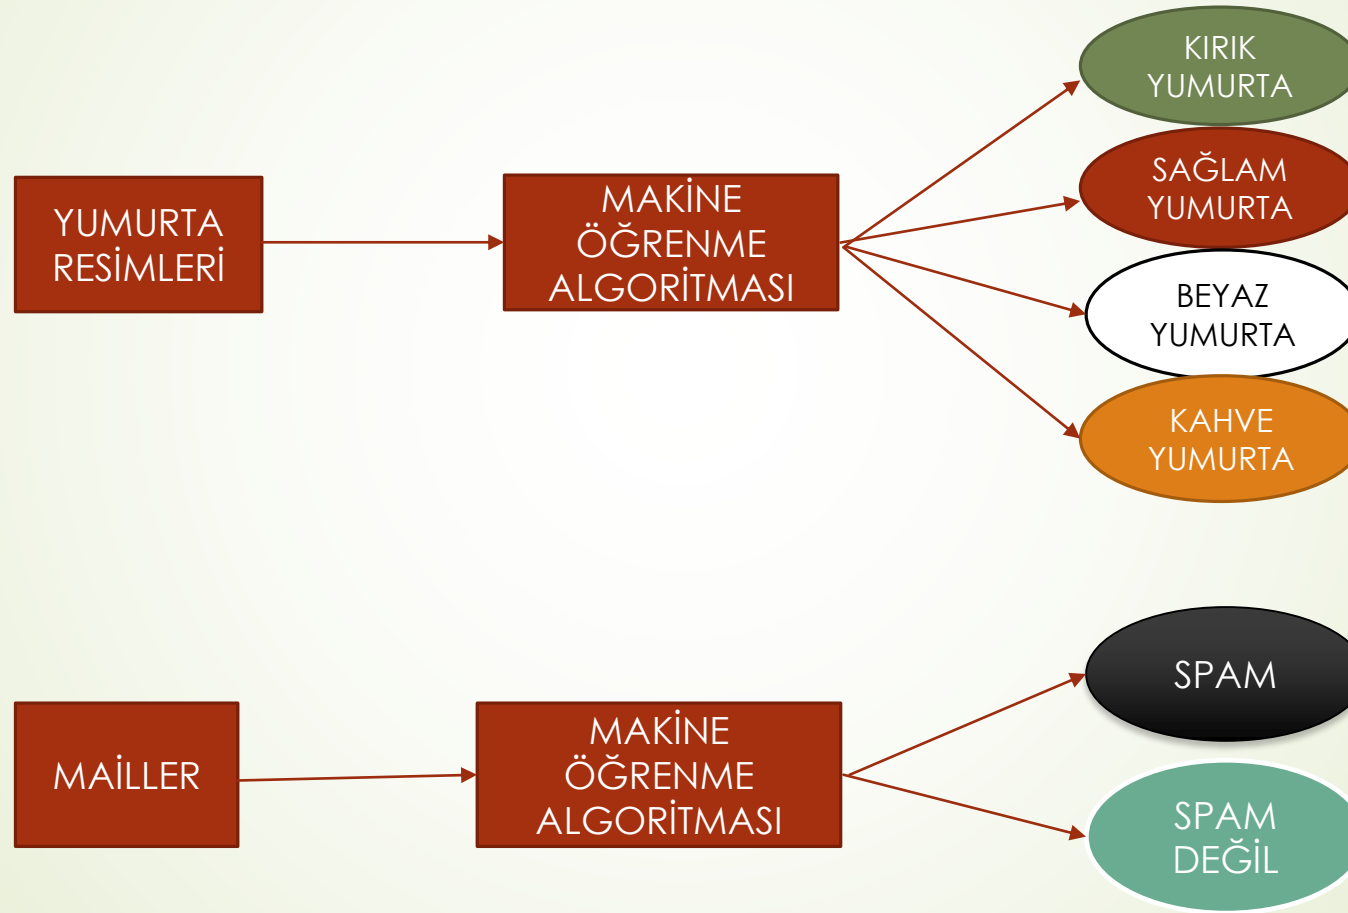 YUMURTA
RESİMLERİ
MAKİNE
ÖĞRENME
ALGORİTMASI
KIRIK
YUMURTA
SAĞLAM
YUMURTA
BEYAZ
YUMURTA
KAHVE
YUMURTA
MAİLLER
MAKİNE
ÖĞRENME
ALGORİTMASI
SPAM
SPAM
DEĞİL